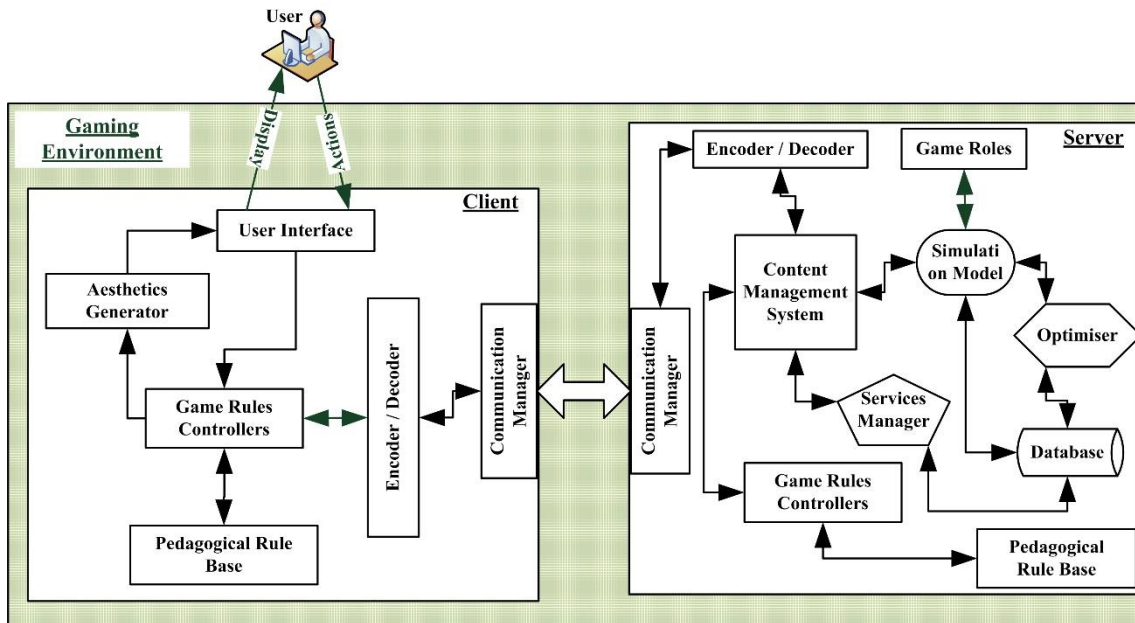 User
Display
Actions
Gaming
Environment
Client
User Interface
Aesthetics
Generator
Game Rules
Controllers
Pedagogical Rule
Base
Encoder / Decoder
Communication
Manager
Server
Encoder / Decoder
Game Roles
Content
Management
System
Simulati
on Model
Optimiser
Communication
Manager
Services
Manager
Database
Game Rules
Controllers
Pedagogical
Rule Base